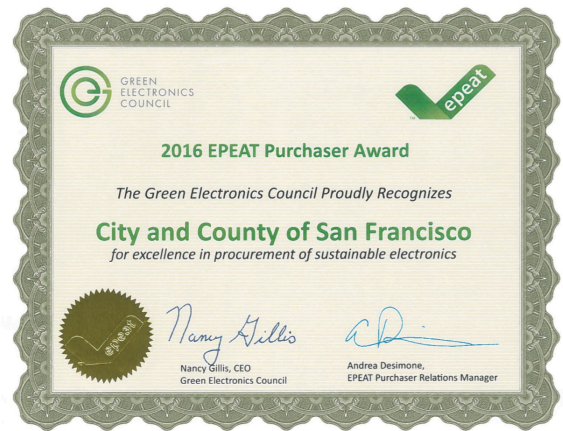 GREEN
ELECTRONICS
COUNCIL
epeat
TM
2016 EPEAT Purchaser Award
The Green Electronics Council Proudly Recognizes
City and County of San Francisco
for excellence in procurement of sustainable electronics
epeat
Nancy Gillis
Nancy Gillis, CEO
Green Electronics Council
Andrea Desimone,
EPEAT Purchaser Relations Manager